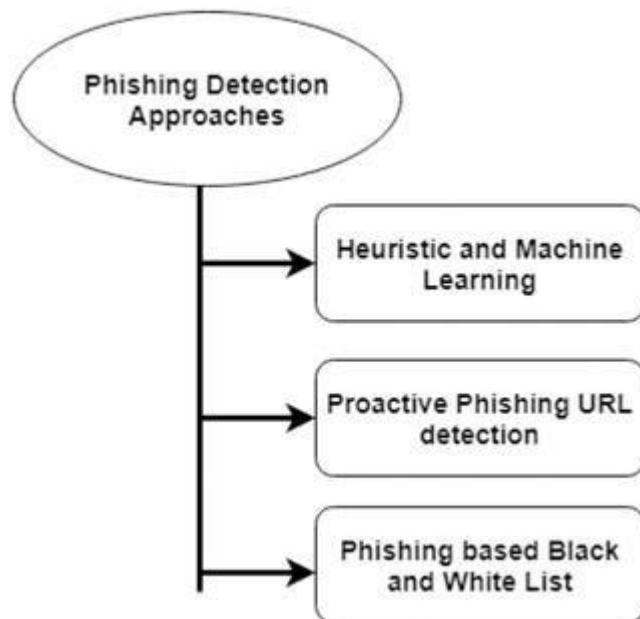 Phishing Detection
Approaches
Heuristic and Machine
Learning
Proactive Phishing URL
detection
Phishing based Black
and White List